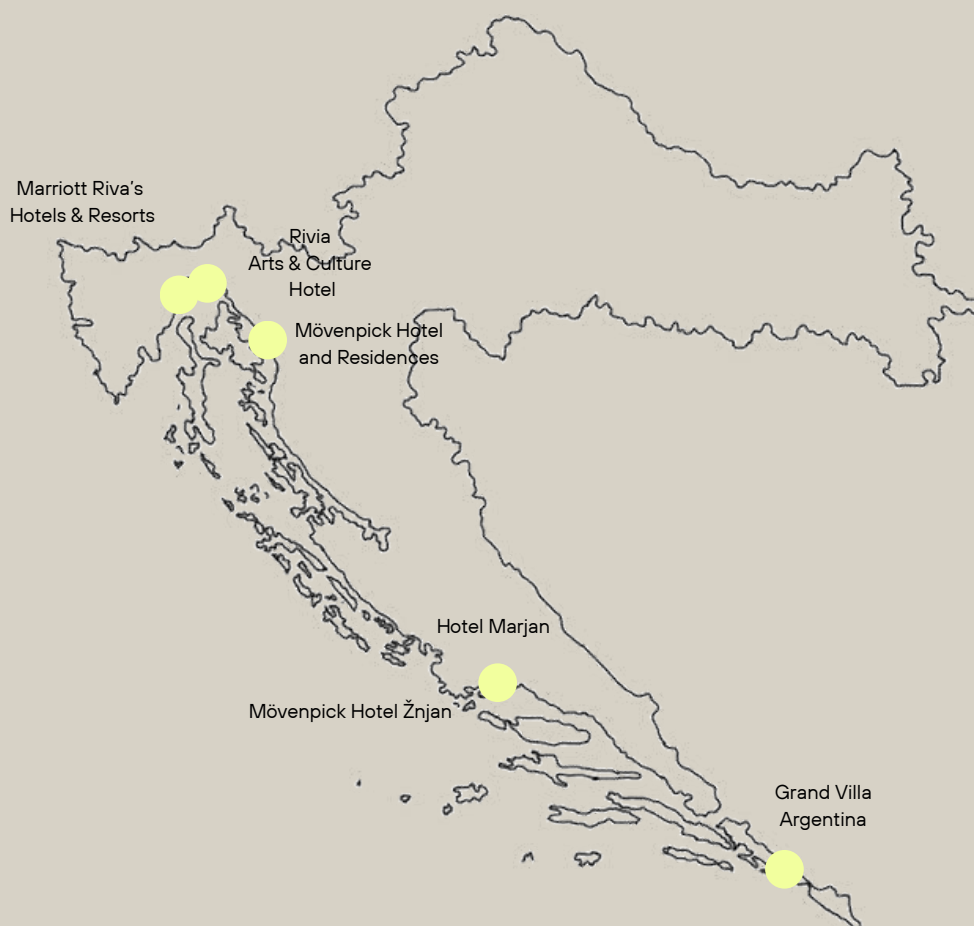 Marriott Riva's
Hotels & Resorts
Rivia
Arts & Culture
Hotel
Mövenpick Hotel
and Residences
Hotel Marjan
Mövenpick Hotel Žnjan
Grand Villa
Argentina